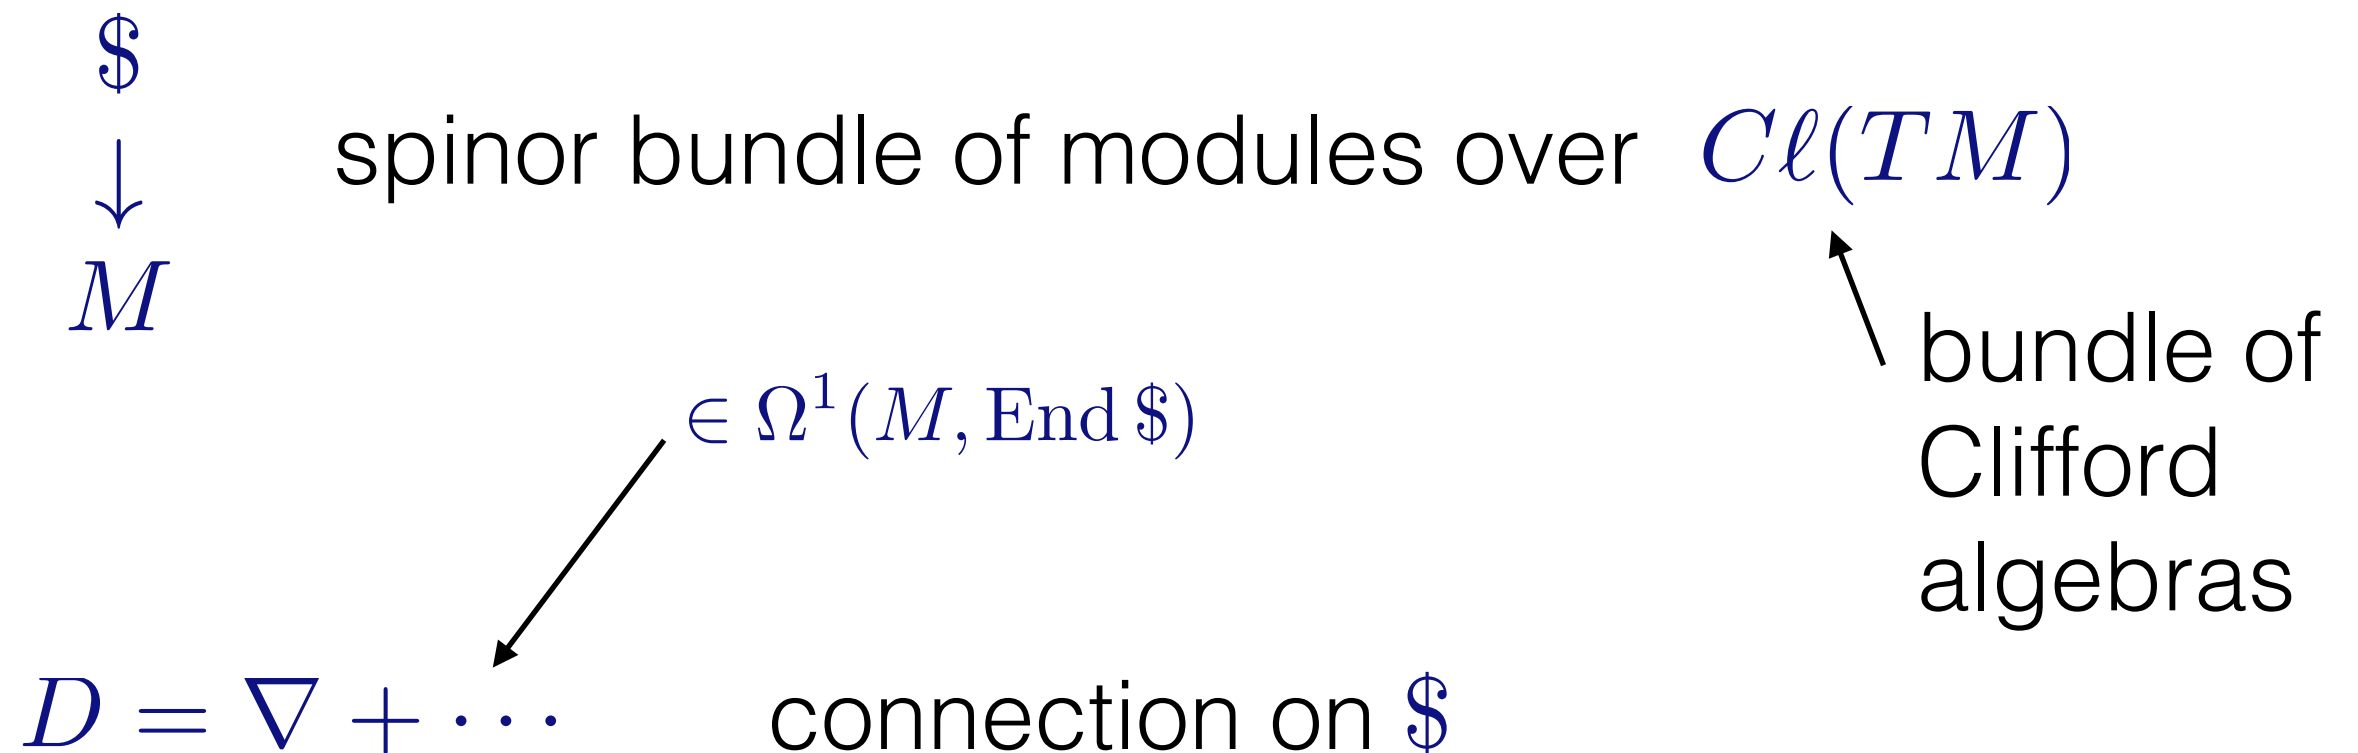 $
↓
M
spinor bundle of modules over Cℓ(TM)
bundle of
Clifford
algebras
∈ Ω¹(M, End $)
D = ∇ + ⋯
connection on $